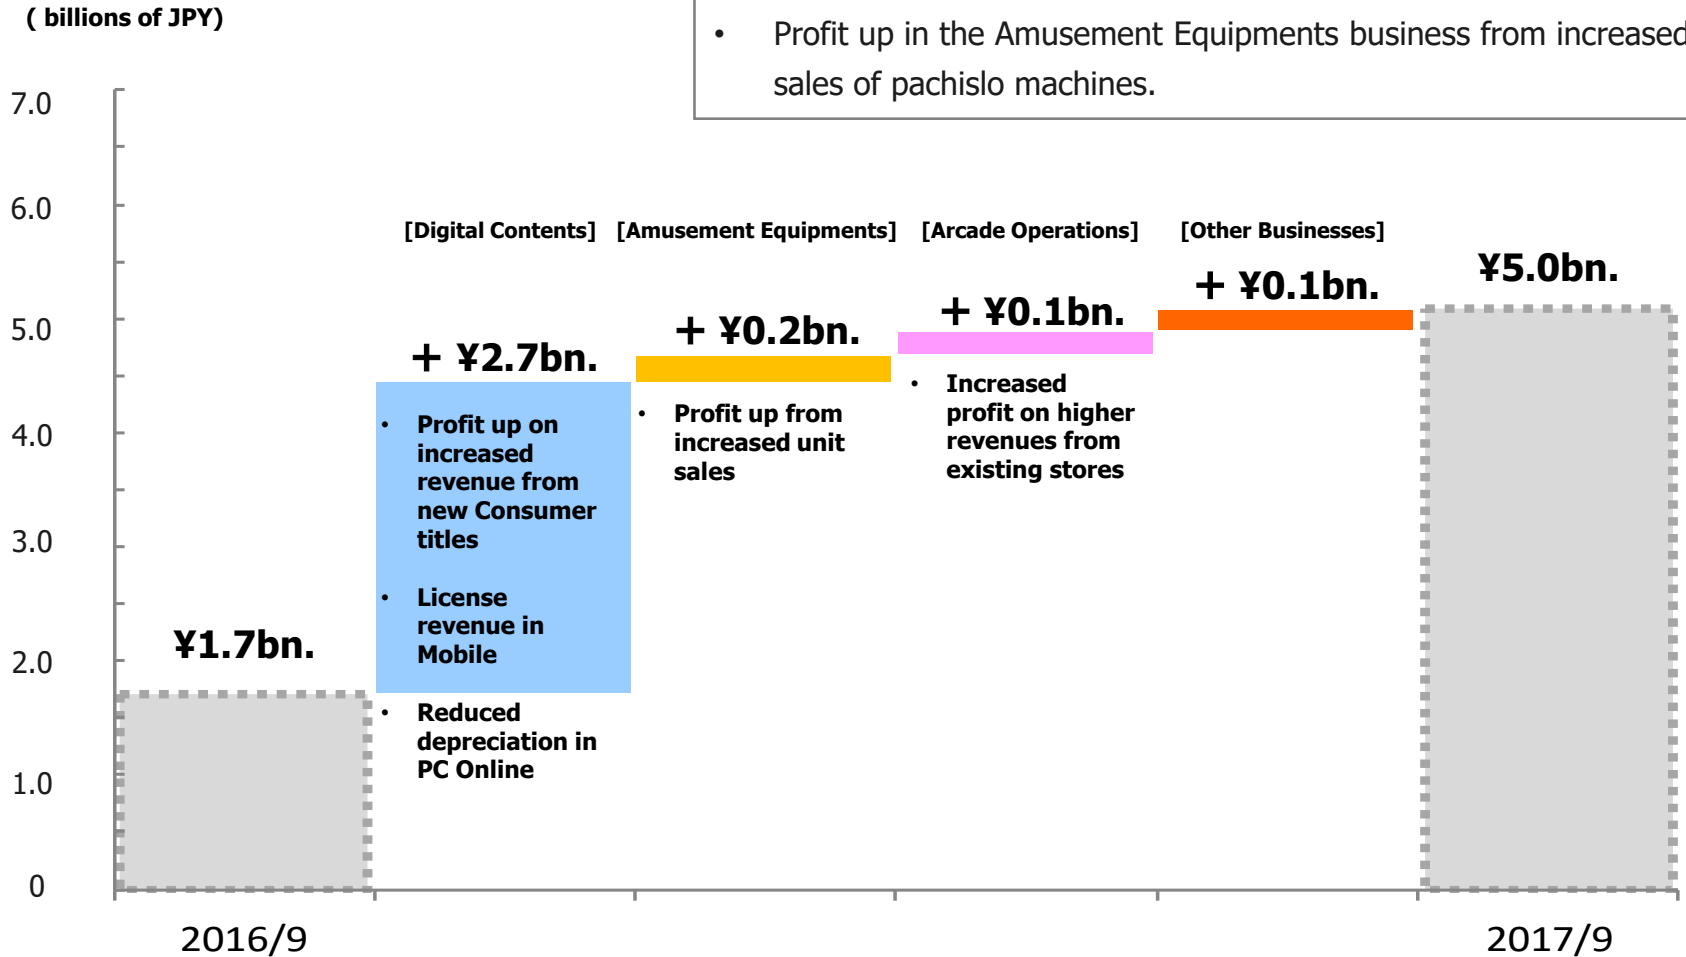 ( billions of JPY)
• Profit up in the Amusement Equipments business from increased
sales of pachislo machines.
7.0
6.0
5.0
4.0
3.0
2.0
1.0
0
[Digital Contents] [Amusement Equipments] [Arcade Operations] [Other Businesses]
¥1.7bn.
+ ¥2.7bn.
• Profit up on
increased
revenue from
new Consumer
titles
• License
revenue in
Mobile
• Reduced
depreciation in
PC Online
+ ¥0.2bn.
• Profit up from
increased unit
sales
+ ¥0.1bn.
• Increased
profit on higher
revenues from
existing stores
+ ¥0.1bn.
¥5.0bn.
2016/9
2017/9